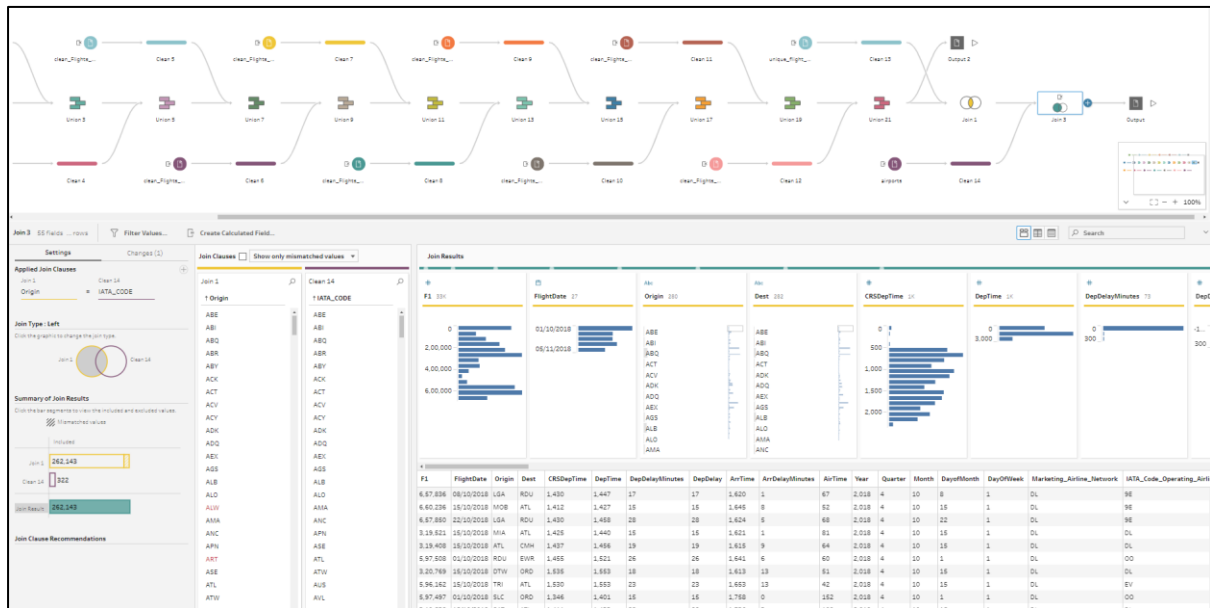 clean_Flights_... Clean 5 clean_Flights_... Clean 7 clean_Flights_... Clean 9 clean_Flights_... Clean 11 unique_flight_... Clean 13 Output 2
Union 3 Union 5 Union 7 Union 9 Union 11 Union 13 Union 15 Union 17 Union 19 Union 21 Join 1 Join 3 Output
Clean 4 clean_Flights_... Clean 6 clean_Flights_... Clean 8 clean_Flights_... Clean 10 clean_Flights_... Clean 12 airports Clean 14
100%
Join 3 Filter Values... Create Calculated Field... Search
Settings Changes (1)
Applied Join Clauses
Join 1 Clean 14
Origin = IATA_CODE
Join Type : Left
Click the graphic to change the join type.
Join 1 Clean 14
Summary of Join Results
Click the bar segments to view the included and excluded values.
Mismatched values
Included
Join 1 262,143
Clean 14 322
Join Result 262,143
Join Clause Recommendations
Join Clauses Show only mismatched values
Join 1 Clean 14
Origin IATA_CODE
ABE ABE
ABI ABI
ABQ ABQ
ABR ABR
ABY ABY
ACK ACK
ACT ACT
ACV ACV
ACY ACY
ADK ADK
ADQ ADQ
AEX AEX
AGS AGS
ALB ALB
ALO ALO
ALW AMA
AMA ANC
ANC APN
APN ASE
ART ATL
ASE ATW
ATL AUS
ATW AVL
Join Results
Abc Abc
F1 FlightDate 27 Origin Dest CRSDepTime 1K DepTime 1K DepDelayMinutes
0
2,00,000
4,00,000
6,00,000
01/10/2018
05/11/2018
ABE
ABI
ABQ
ACT
ACV
ADK
ADQ
AEX
AGS
ALB
ALO
AMA
ABE
ABI
ABQ
ACT
ACK
ADQ
AEX
AGS
ALB
ALO
AMA
ANC
0
500
1,000
1,500
2,000
0
3,000
0
300
-1...
300
F1 FlightDate Origin Dest CRSDepTime DepTime DepDelayMinutes DepDelay ArrTime ArrDelayMinutes AirTime Year Quarter Month DayofMonth DayOfWeek Marketing_Airline_Network IATA_Code_Operating_Airli
6,57,836 08/10/2018 LGA RDU 1,430 1,447 17 17 1,620 1 67 2,018 4 10 8 1 DL 9E
6,60,236 15/10/2018 MOB ATL 1,412 1,427 15 15 1,645 8 52 2,018 4 10 15 1 DL 9E
6,57,850 22/10/2018 LGA RDU 1,430 1,458 28 28 1,624 5 68 2,018 4 10 22 1 DL 9E
3,19,521 15/10/2018 MIA ATL 1,425 1,440 15 15 1,621 1 81 2,018 4 10 15 1 DL DL
3,19,408 15/10/2018 ATL CMH 1,437 1,456 19 19 1,615 9 64 2,018 4 10 15 1 DL DL
5,97,508 01/10/2018 RDU EWR 1,455 1,521 26 26 1,641 6 60 2,018 4 10 1 1 DL OO
3,20,769 15/10/2018 DTW ORD 1,535 1,553 18 18 1,613 13 51 2,018 4 10 15 1 DL DL
5,96,162 15/10/2018 TRI ATL 1,530 1,553 23 23 1,653 13 42 2,018 4 10 15 1 DL EV
5,97,497 01/10/2018 SLC ORD 1,346 1,401 15 15 1,758 0 152 2,018 4 10 1 1 DL OO